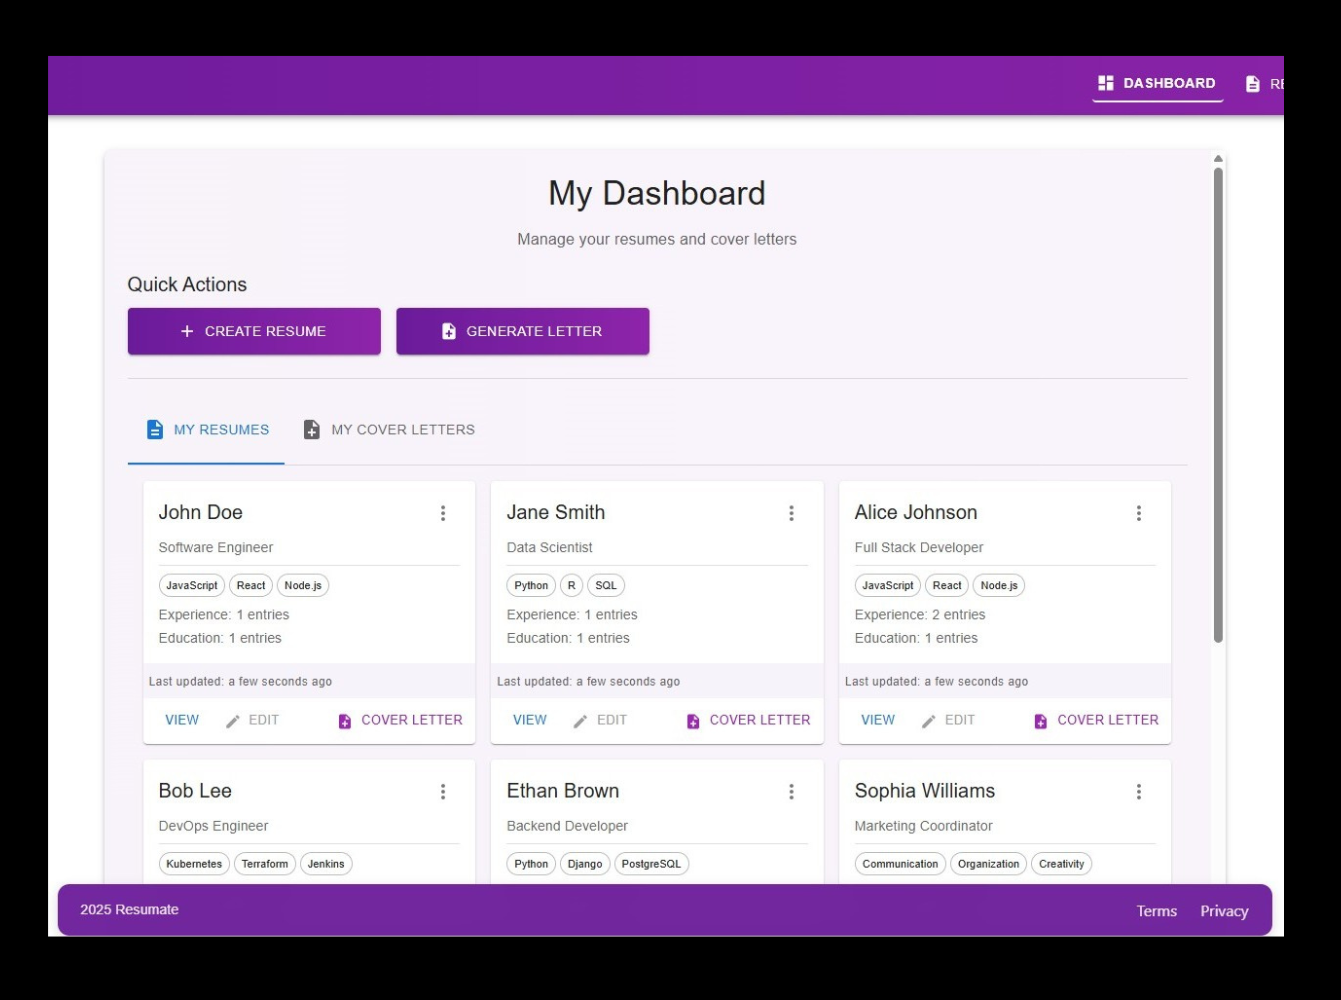 DASHBOARD
My Dashboard
Manage your resumes and cover letters
Quick Actions
+ CREATE RESUME GENERATE LETTER
MY RESUMES MY COVER LETTERS
John Doe
Software Engineer
JavaScript React Node.js
Experience: 1 entries
Education: 1 entries
Last updated: a few seconds ago
VIEW EDIT COVER LETTER
Jane Smith
Data Scientist
Python R SQL
Experience: 1 entries
Education: 1 entries
Last updated: a few seconds ago
VIEW EDIT COVER LETTER
Alice Johnson
Full Stack Developer
JavaScript React Node.js
Experience: 2 entries
Education: 1 entries
Last updated: a few seconds ago
VIEW EDIT COVER LETTER
Bob Lee
DevOps Engineer
Kubernetes Terraform Jenkins
Ethan Brown
Backend Developer
Python Django PostgreSQL
Sophia Williams
Marketing Coordinator
Communication Organization Creativity
2025 Resumate
Terms Privacy